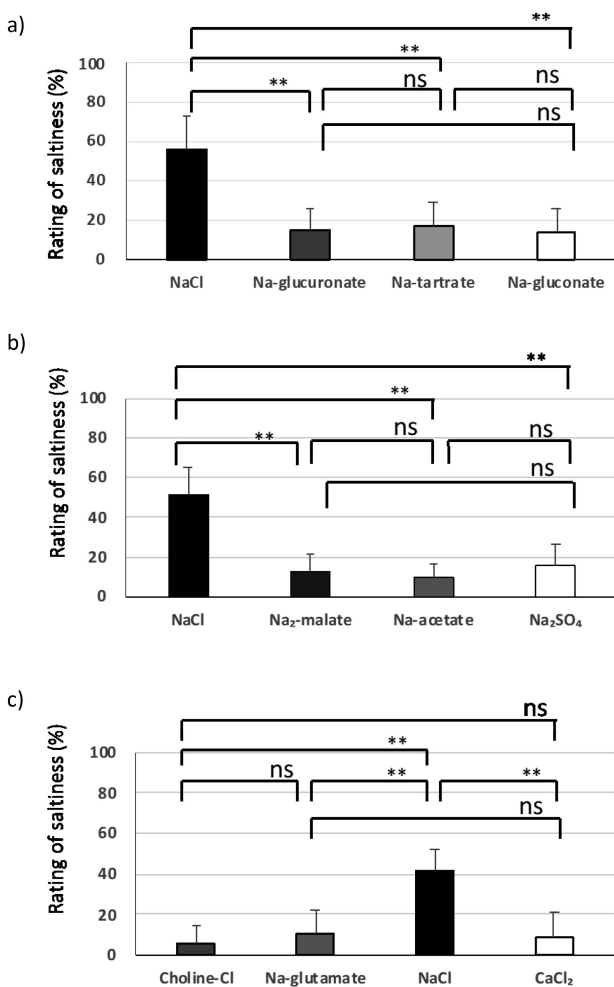 a)
**
**
** ns ns
ns
Rating of saltiness (%)
100
80
60
40
20
0
NaCl Na-glucuronate Na-tartrate Na-gluconate
b)
**
**
** ns ns
ns
Rating of saltiness (%)
100
80
60
40
20
0
NaCl Na₂-malate Na-acetate Na₂SO₄
c)
ns
**
ns ** **
ns
Rating of saltiness (%)
100
80
60
40
20
0
Choline-Cl Na-glutamate NaCl CaCl₂